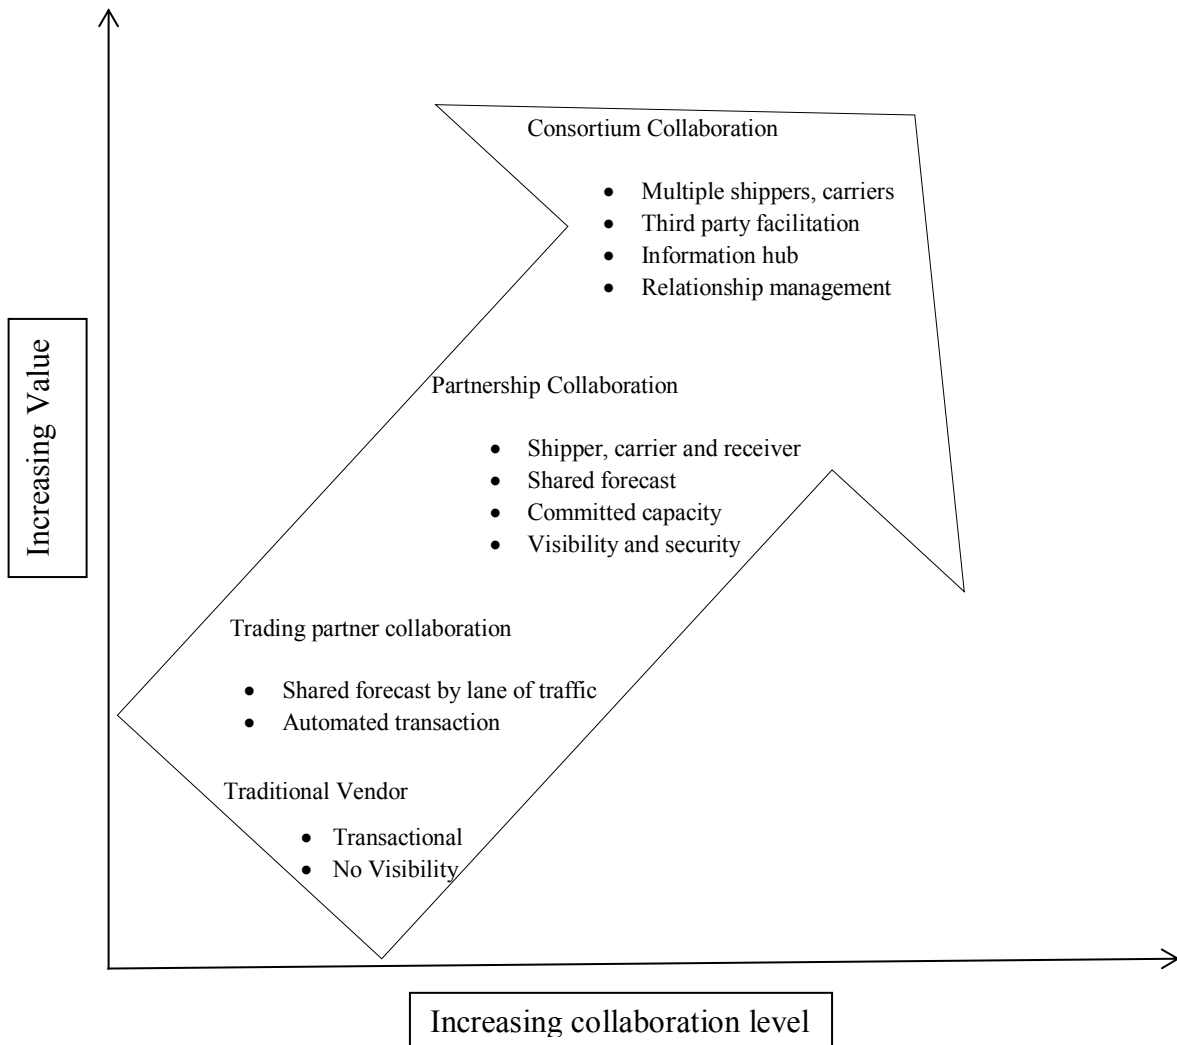 Consortium Collaboration
• Multiple shippers, carriers
• Third party facilitation
• Information hub
• Relationship management
Increasing Value
Partnership Collaboration
• Shipper, carrier and receiver
• Shared forecast
• Committed capacity
• Visibility and security
Trading partner collaboration
• Shared forecast by lane of traffic
• Automated transaction
Traditional Vendor
• Transactional
• No Visibility
Increasing collaboration level